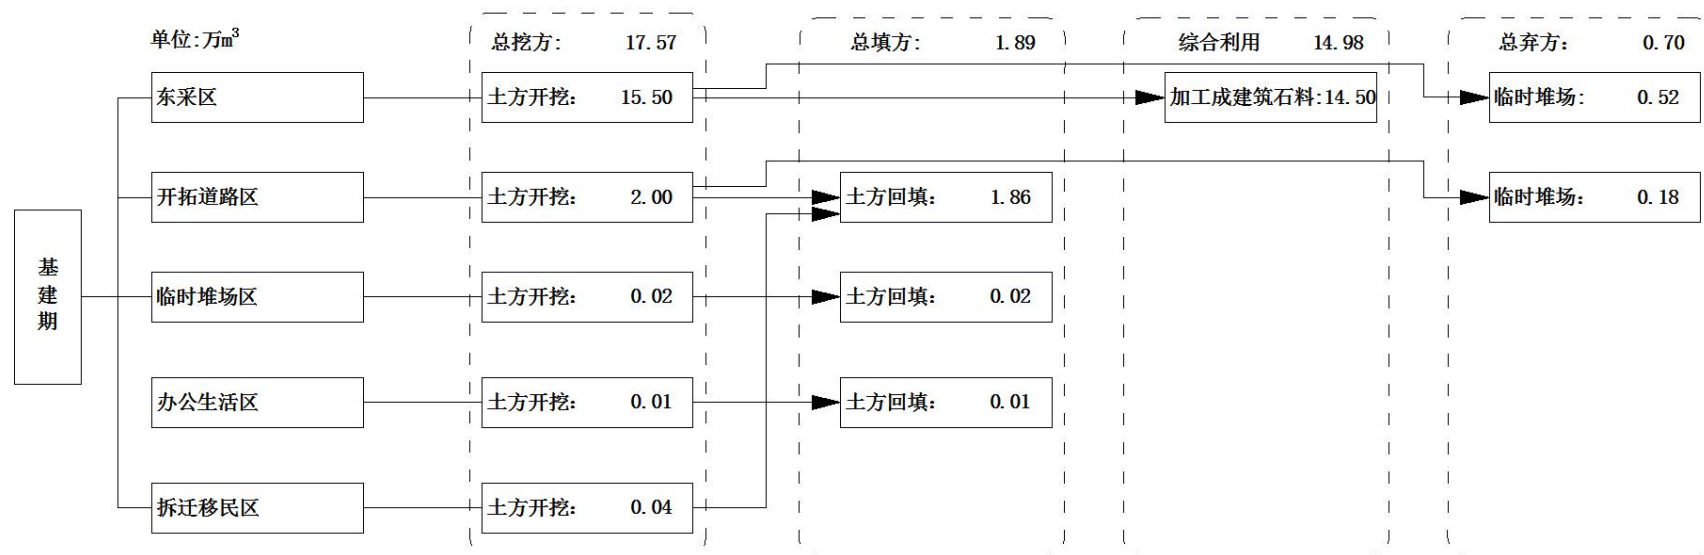 单位:万m³ 总挖方: 17.57 总填方: 1.89 综合利用 14.98 总弃方: 0.70
东采区 土方开挖: 15.50 加工成建筑石料:14.50 临时堆场: 0.52
开拓道路区 土方开挖: 2.00 土方回填: 1.86 临时堆场: 0.18
基建期
临时堆场区 土方开挖: 0.02 土方回填: 0.02
办公生活区 土方开挖: 0.01 土方回填: 0.01
拆迁移民区 土方开挖: 0.04